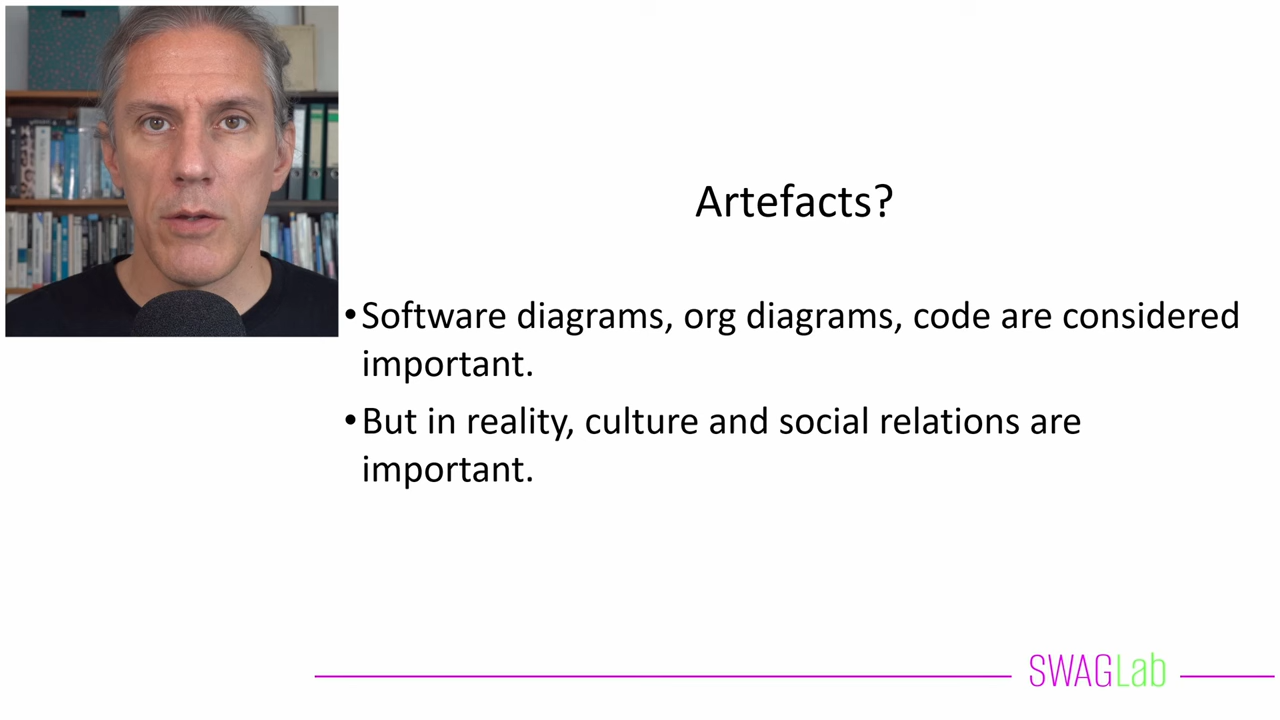 Artefacts?
•Software diagrams, org diagrams, code are considered
important.
•But in reality, culture and social relations are
important.
SWAGLab